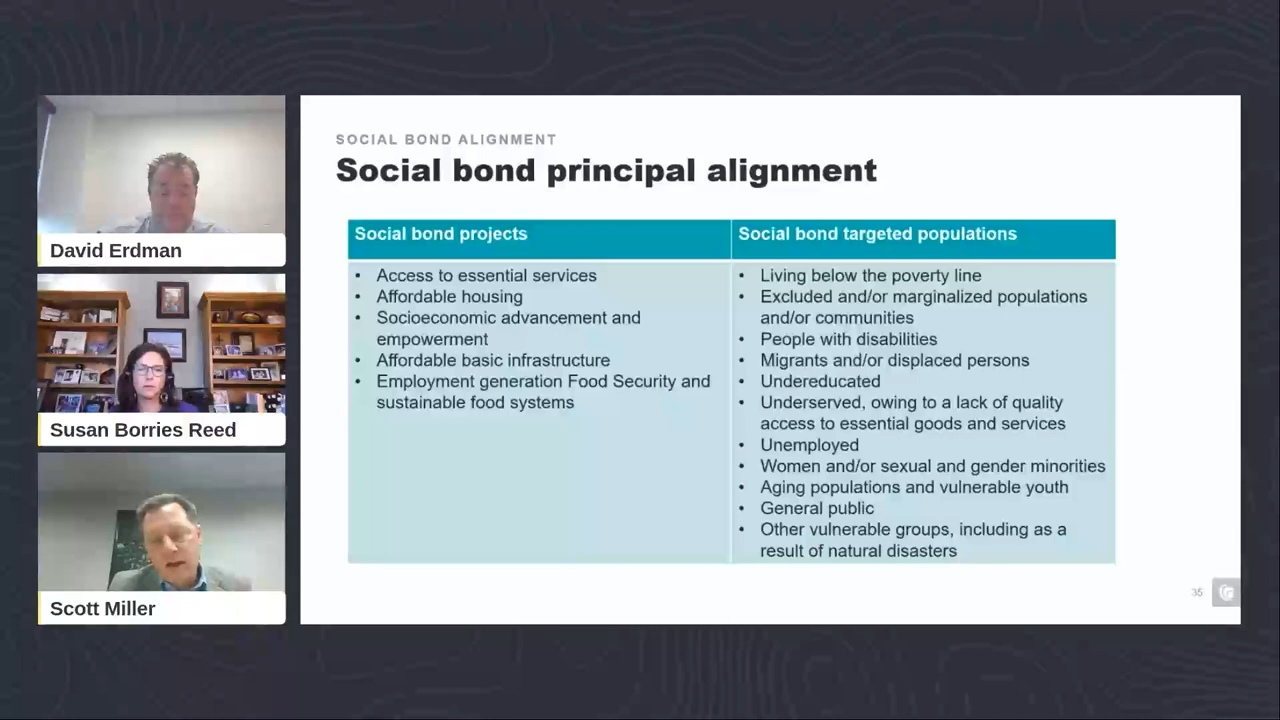 David Erdman
Susan Borries Reed
Scott Miller
SOCIAL BOND ALIGNMENT
Social bond principal alignment
Social bond projects
• Access to essential services
• Affordable housing
• Socioeconomic advancement and
empowerment
• Affordable basic infrastructure
• Employment generation Food Security and
sustainable food systems
Social bond targeted populations
• Living below the poverty line
• Excluded and/or marginalized populations
and/or communities
• People with disabilities
• Migrants and/or displaced persons
• Undereducated
• Underserved, owing to a lack of quality
access to essential goods and services
• Unemployed
• Women and/or sexual and gender minorities
• Aging populations and vulnerable youth
• General public
• Other vulnerable groups, including as a
result of natural disasters
35